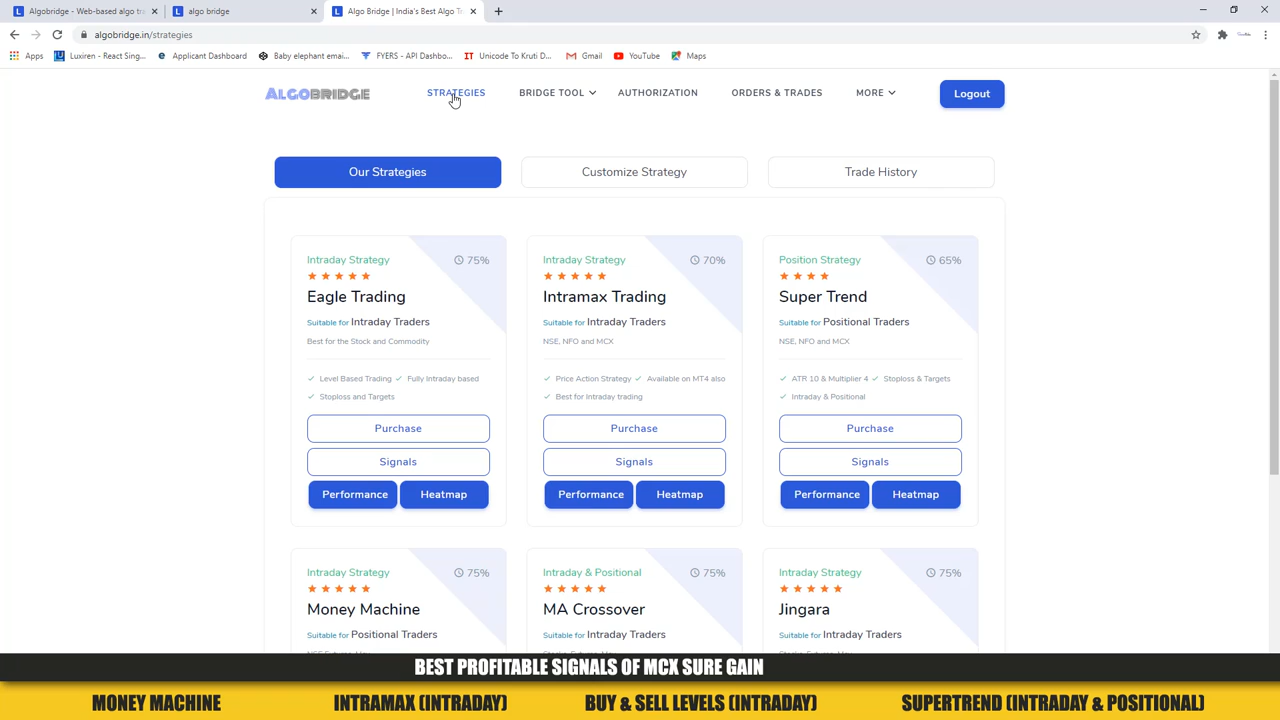 Algobridge - Web-based algo tra
algo bridge
Algo Bridge | India's Best Algo T
algobridge.in/strategies
Apps
Luxiren - React Sing...
Applicant Dashboard
Baby elephant emai...
FYERS - API Dashbo...
Unicode To Kruti D...
Gmail
YouTube
Maps
ALGOBRIDGE
STRATEGIES
BRIDGE TOOL
AUTHORIZATION
ORDERS & TRADES
MORE
Logout
Our Strategies
Customize Strategy
Trade History
Intraday Strategy
75%
Eagle Trading
Suitable for Intraday Traders
Best for the Stock and Commodity
Level Based Trading Fully Intraday based
Stoploss and Targets
Purchase
Signals
Performance
Heatmap
Intraday Strategy
70%
Intramax Trading
Suitable for Intraday Traders
NSE, NFO and MCX
Price Action Strategy Available on MT4 also
Best for Intraday trading
Purchase
Signals
Performance
Heatmap
Position Strategy
65%
Super Trend
Suitable for Positional Traders
NSE, NFO and MCX
ATR 10 & Multiplier 4 Stoploss & Targets
Intraday & Positional
Purchase
Signals
Performance
Heatmap
Intraday Strategy
75%
Money Machine
Suitable for Positional Traders
Intraday & Positional
75%
MA Crossover
Suitable for Intraday Traders
Intraday Strategy
75%
Jingara
Suitable for Intraday Traders
BEST PROFITABLE SIGNALS OF MCX SURE GAIN
MONEY MACHINE
INTRAMAX (INTRADAY)
BUY & SELL LEVELS (INTRADAY)
SUPERTREND (INTRADAY & POSITIONAL)